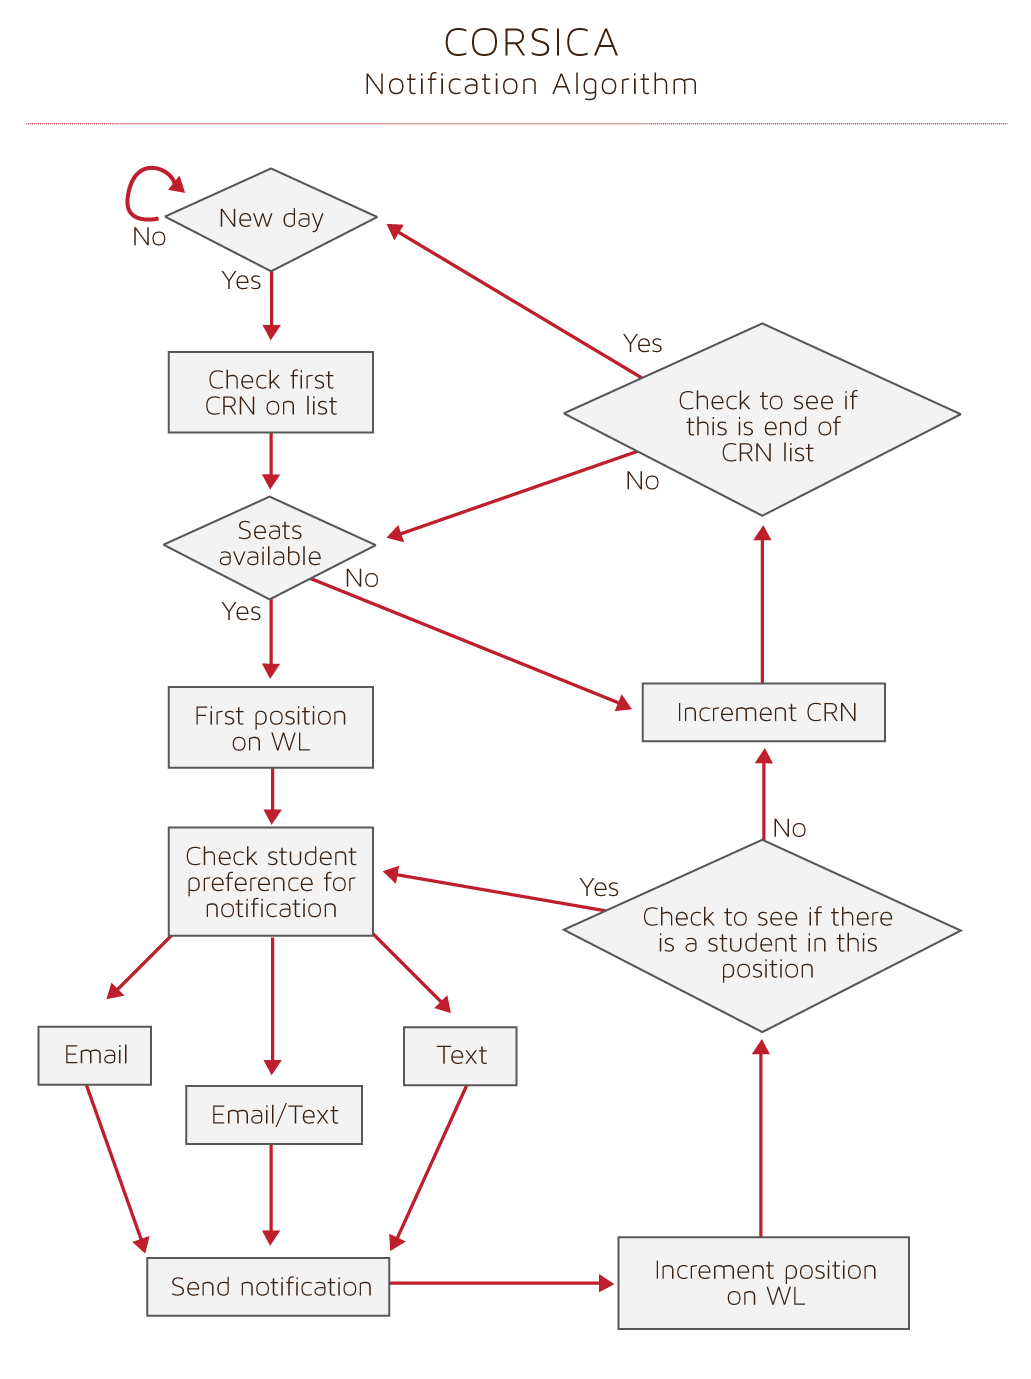 CORSICA
Notification Algorithm
New day
No
Yes
Check first
CRN on list
Seats
available
No
Yes
First position
on WL
Check student
preference for
notification
Email
Email/Text
Text
Send notification
Increment position
on WL
Check to see if there
is a student in this
position
Yes
No
Increment CRN
Check to see if
this is end of
CRN list
Yes
No